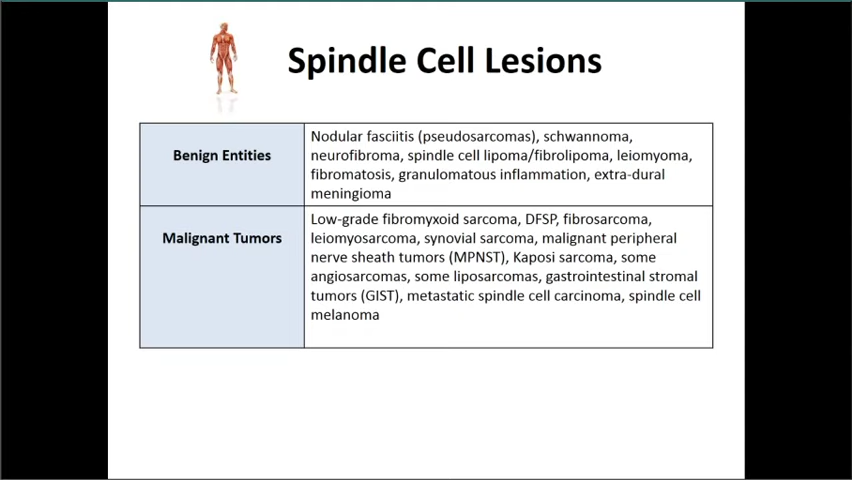 Spindle Cell Lesions
Benign Entities
Nodular fasciitis (pseudosarcomas), schwannoma,
neurofibroma, spindle cell lipoma/fibrolipoma, leiomyoma,
fibromatosis, granulomatous inflammation, extra-dural
meningioma
Malignant Tumors
Low-grade fibromyxoid sarcoma, DFSP, fibrosarcoma,
leiomyosarcoma, synovial sarcoma, malignant peripheral
nerve sheath tumors (MPNST), Kaposi sarcoma, some
angiosarcomas, some liposarcomas, gastrointestinal stromal
tumors (GIST), metastatic spindle cell carcinoma, spindle cell
melanoma